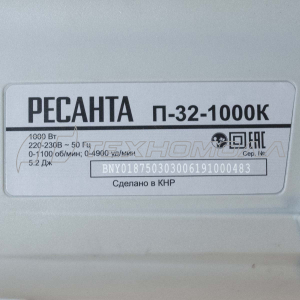 РЕСАНТА П-32-1000К
1000 Вт
220-230В ~ 50 Гц
0-1100 об/мин; 0-4900 уд/мин
5.2 Дж
EAC
Сер. №:
BNY018750303006191000483
Сделано в КНР
ТЕХНОМОДА